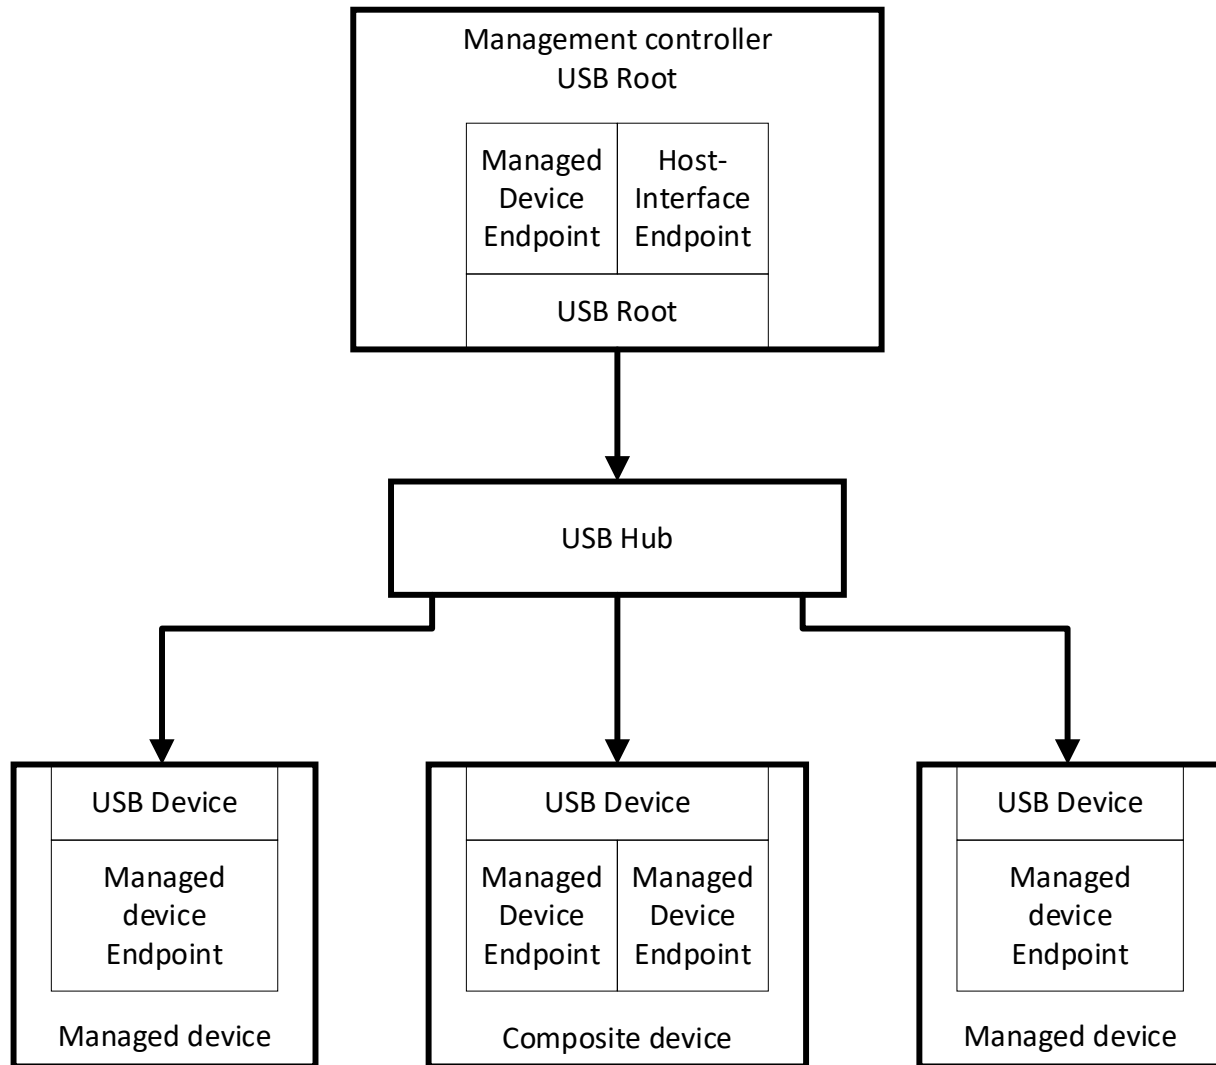 Management controller
USB Root
Managed
Device
Endpoint
Host-
Interface
Endpoint
USB Root
USB Hub
USB Device
Managed
device
Endpoint
Managed device
USB Device
Managed
Device
Endpoint
Managed
Device
Endpoint
Composite device
USB Device
Managed
device
Endpoint
Managed device